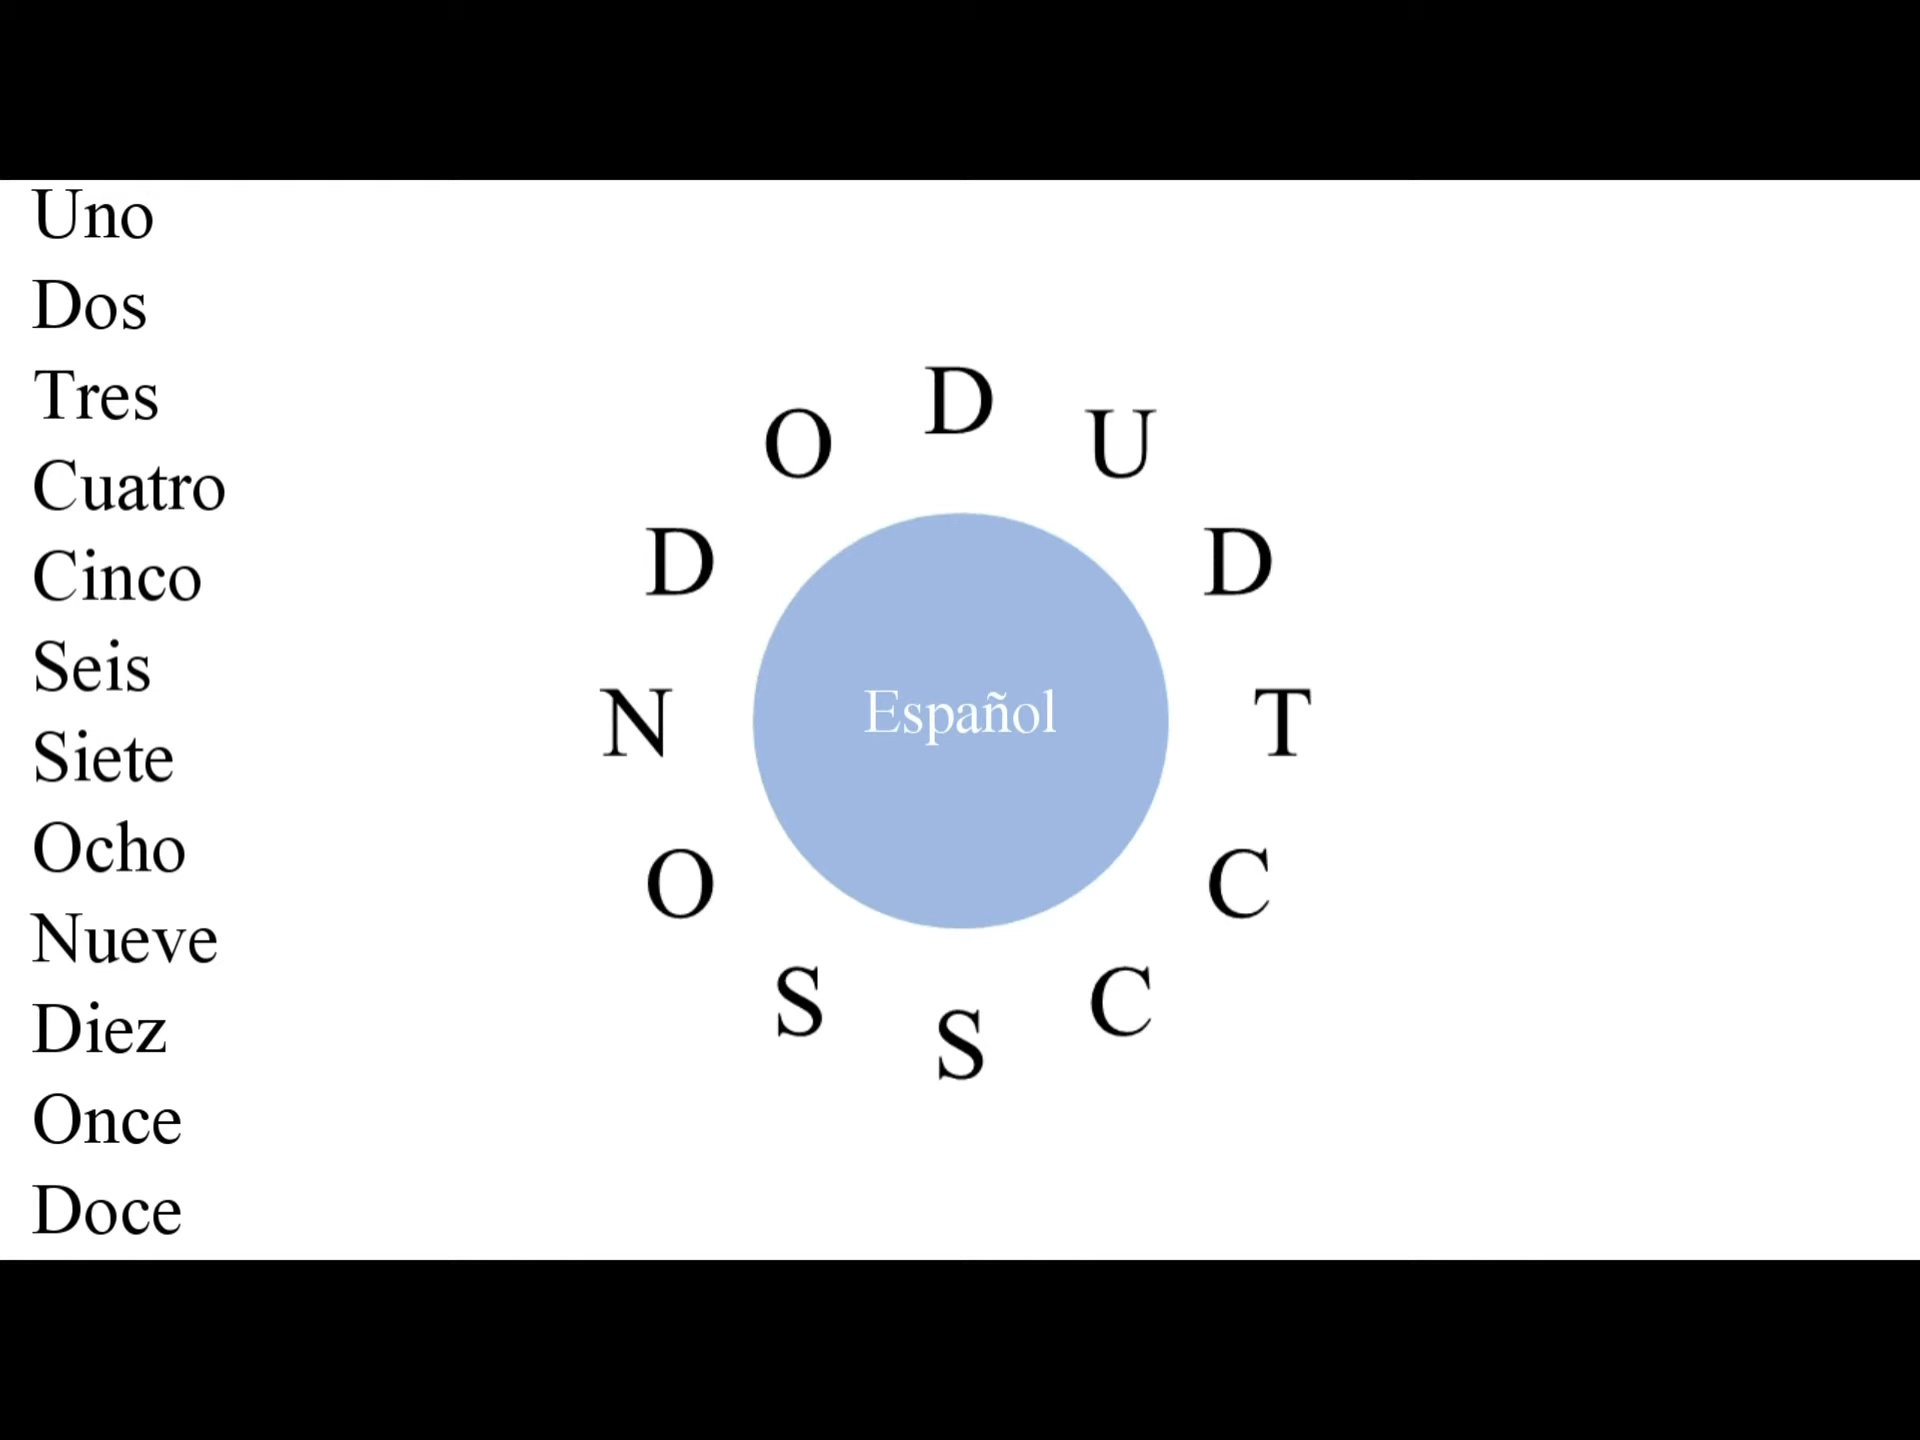 Uno
Dos
Tres
Cuatro
Cinco
Seis
Siete
Ocho
Nueve
Diez
Once
Doce
D
U
D
T
C
C
S
S
O
N
D
O
Español